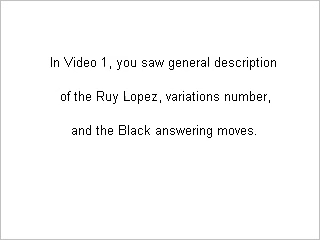 In Video 1, you saw general description
of the Ruy Lopez, variations number,
and the Black answering moves.